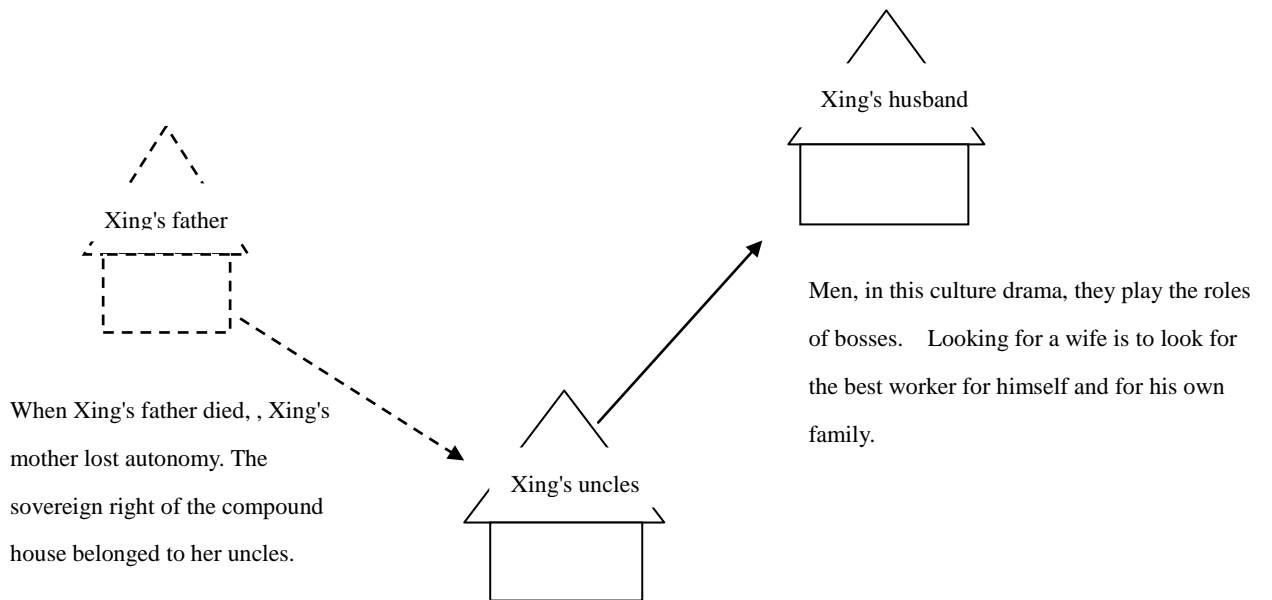 Xing's husband
Xing's father
Men, in this culture drama, they play the roles
of bosses. Looking for a wife is to look for
the best worker for himself and for his own
family.
When Xing's father died, , Xing's
mother lost autonomy. The
sovereign right of the compound
house belonged to her uncles.
Xing's uncles